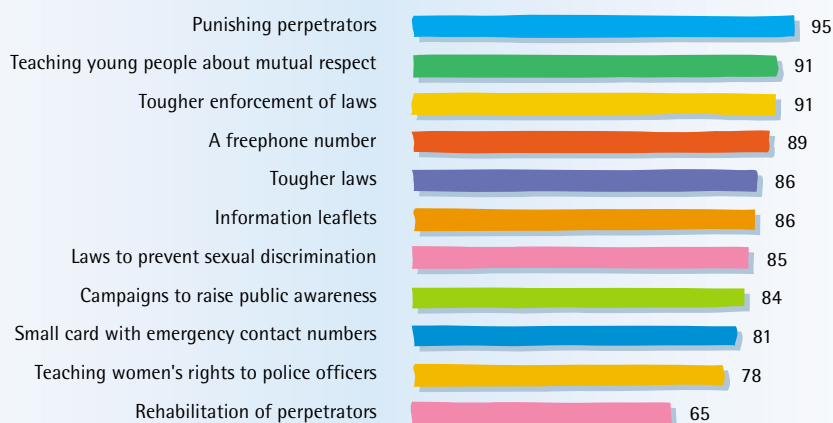 Punishing perpetrators 95
Teaching young people about mutual respect 91
Tougher enforcement of laws 91
A freephone number 89
Tougher laws 86
Information leaflets 86
Laws to prevent sexual discrimination 85
Campaigns to raise public awareness 84
Small card with emergency contact numbers 81
Teaching women's rights to police officers 78
Rehabilitation of perpetrators 65